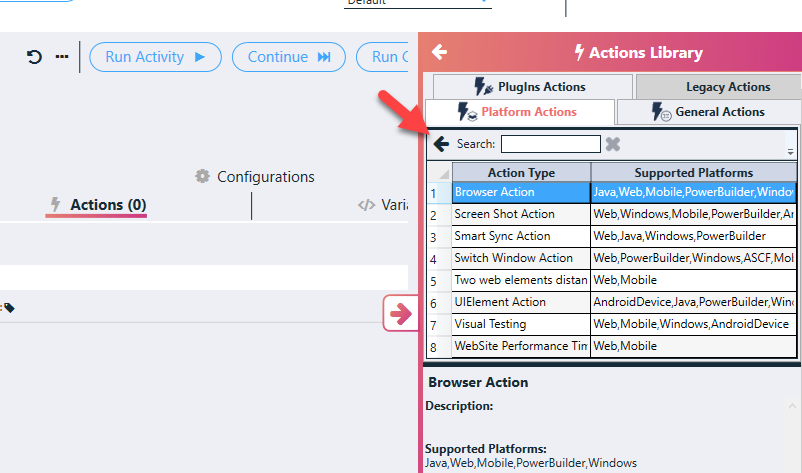 Default
Run Activity
Continue
Run C
Configurations
Actions (0)
Varia
:
Actions Library
PlugIns Actions
Legacy Actions
Platform Actions
General Actions
Search:
Action Type Supported Platforms
1 Browser Action Java,Web,Mobile,PowerBuilder,Window
2 Screen Shot Action Web,Windows,Mobile,PowerBuilder,An
3 Smart Sync Action Web,Java,Windows,PowerBuilder
4 Switch Window Action Web,PowerBuilder,Windows,ASCF,Mob
5 Two web elements distan Web,Mobile
6 UIElement Action AndroidDevice,Java,PowerBuilder,Wind
7 Visual Testing Web,Mobile,Windows,AndroidDevice
8 WebSite Performance Tim Web,Mobile
Browser Action
Description:
Supported Platforms:
Java,Web,Mobile,PowerBuilder,Windows